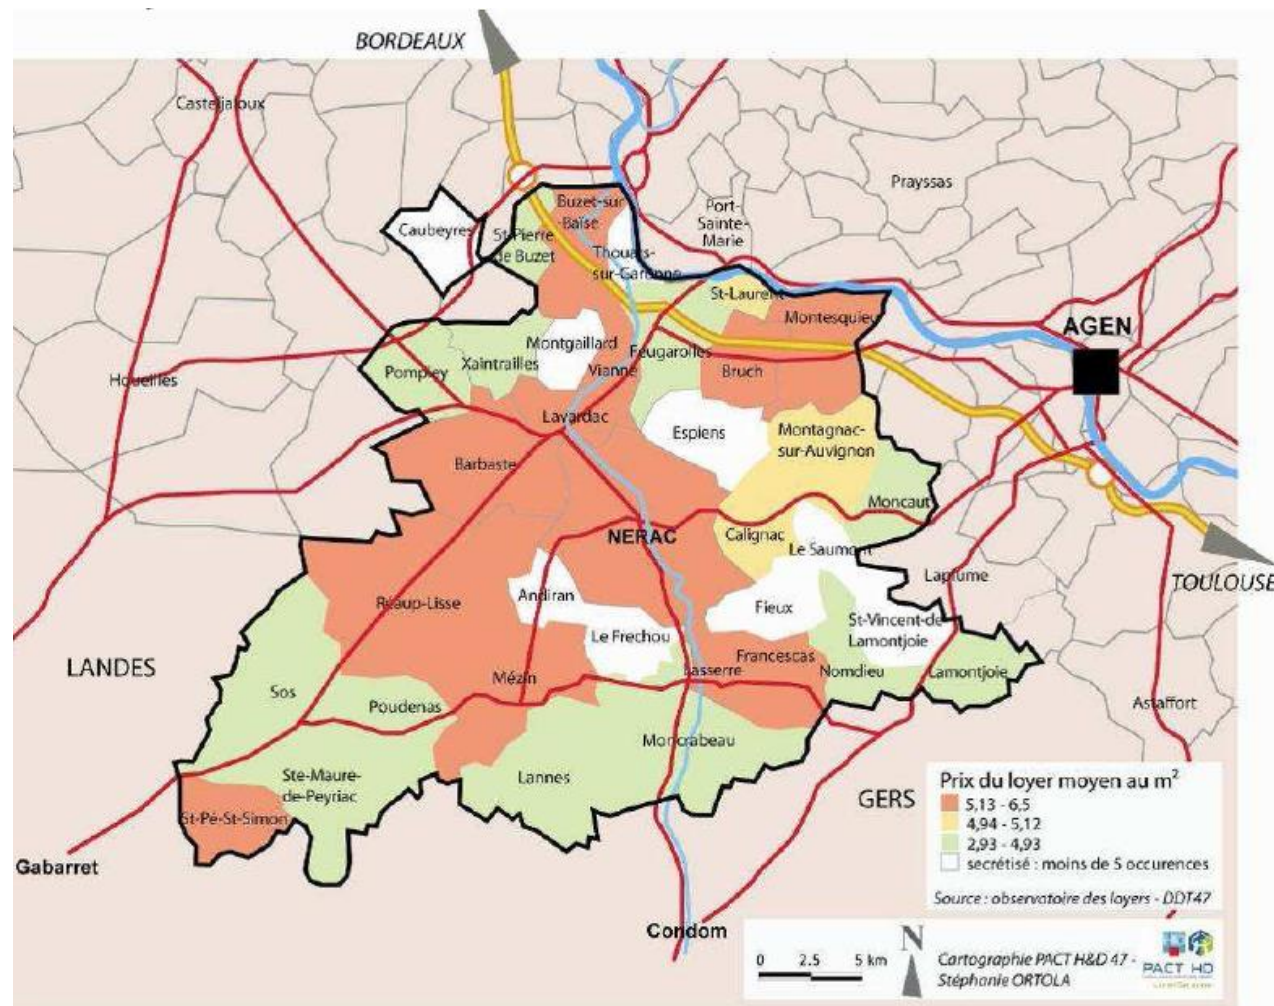 BORDEAUX
Casteljaloux
Prayssas
Buzet-sur
-Baïse
Port-
Sainte-
Marie
Caubeyres
St-Pierre
de Buzet
Thouars-
sur-Garonne
St-Laurent
Montesquieu
AGEN
Montgaillard
Feugarolles
Xaintrailles
Vianne
Bruch
Pompiey
Houeillès
Lavardac
Espiens
Montagnac-
sur-Auvignon
Barbaste
Moncaut
NERAC
Calignac
Le Saumont
Laplume
TOULOUSE
Andiran
Réaup-Lisse
Fieux
St-Vincent-de-
Lamontjoie
Le Frechou
LANDES
Francescas
Lasserre
Nomdieu
Lamontjoie
Mézin
Sos
Poudenas
Astaffort
Moncrabeau
Ste-Maure-
de-Peyriac
Lannes
St-Pé-St-Simon
GERS
Gabarret
Condom
Prix du loyer moyen au m²
5,13 - 6,5
4,94 - 5,12
2,93 - 4,93
secrétisé : moins de 5 occurences
Source : observatoire des loyers - DDT47
0 2.5 5 km
N
Cartographie PACT H&D 47 -
Stéphanie ORTOLA
PACT HD